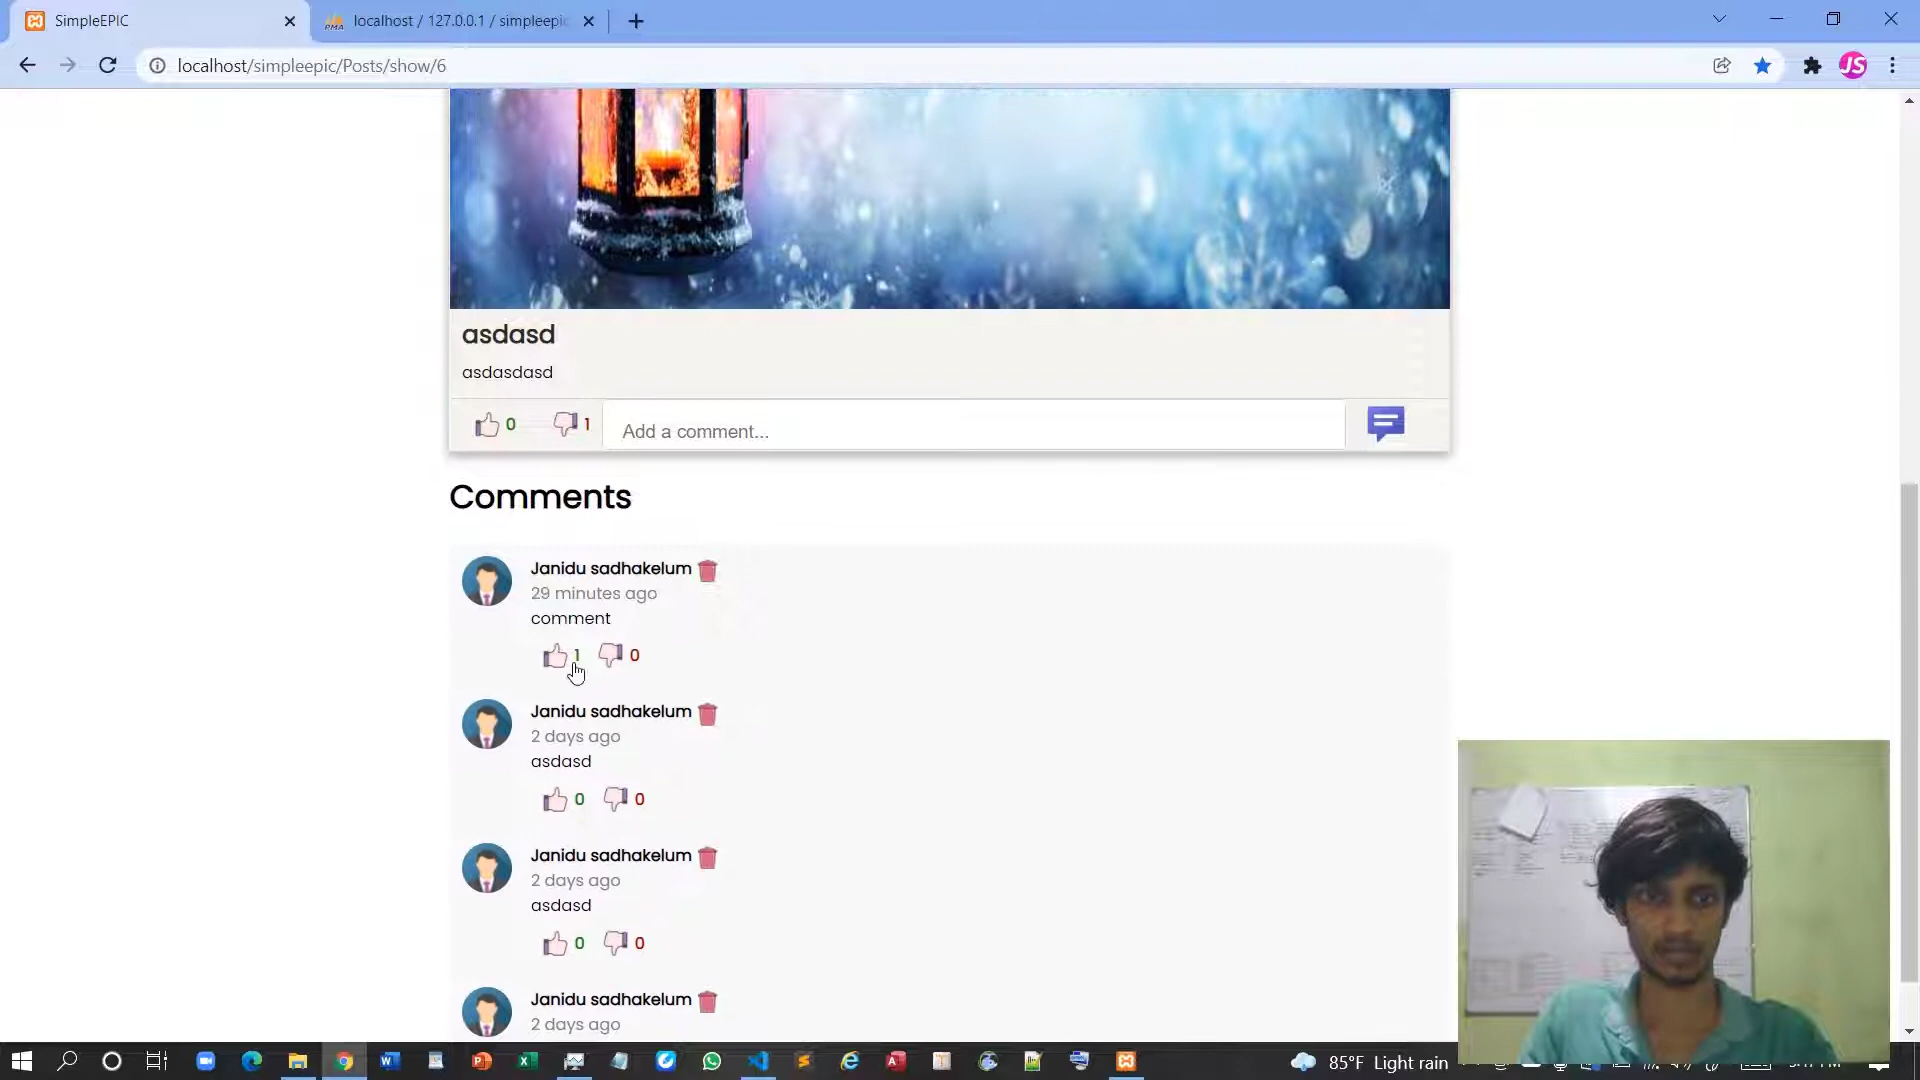 SimpleEPIC
localhost / 127.0.0.1 / simpleepic
localhost/simpleepic/Posts/show/6
JS
asdasd
asdasdasd
0
1
Add a comment...
Comments
Janidu sadhakelum
29 minutes ago
comment
1
0
Janidu sadhakelum
2 days ago
asdasd
0
0
Janidu sadhakelum
2 days ago
asdasd
0
0
Janidu sadhakelum
2 days ago
85°F Light rain